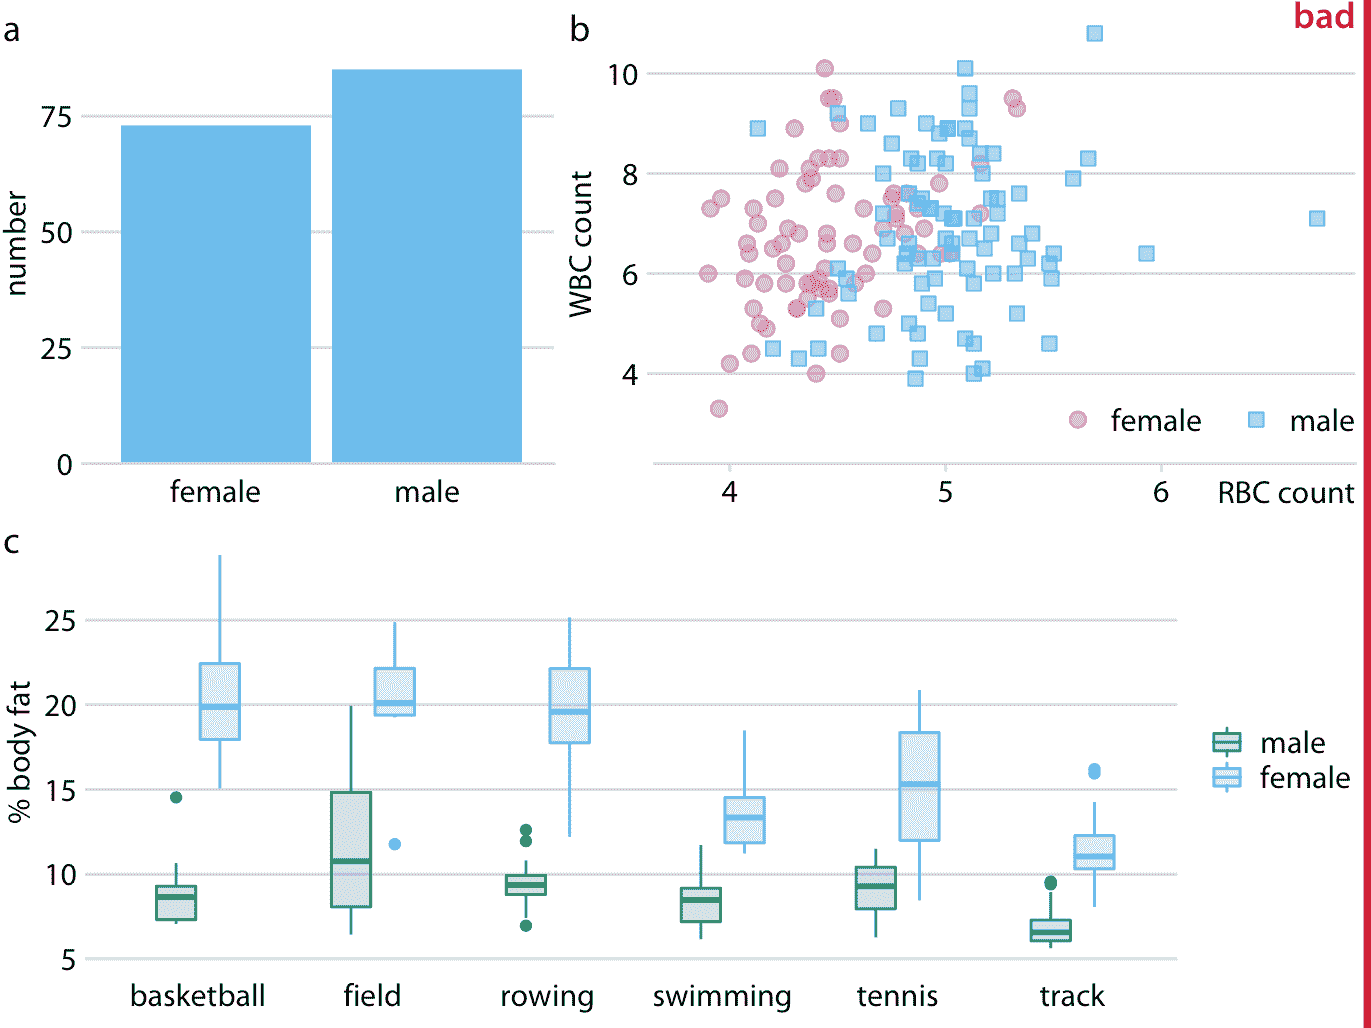 a
b
bad
number
75
50
25
0
female
male
WBC count
10
8
6
4
female
male
4
5
6
RBC count
c
% body fat
25
20
15
10
5
male
female
basketball
field
rowing
swimming
tennis
track